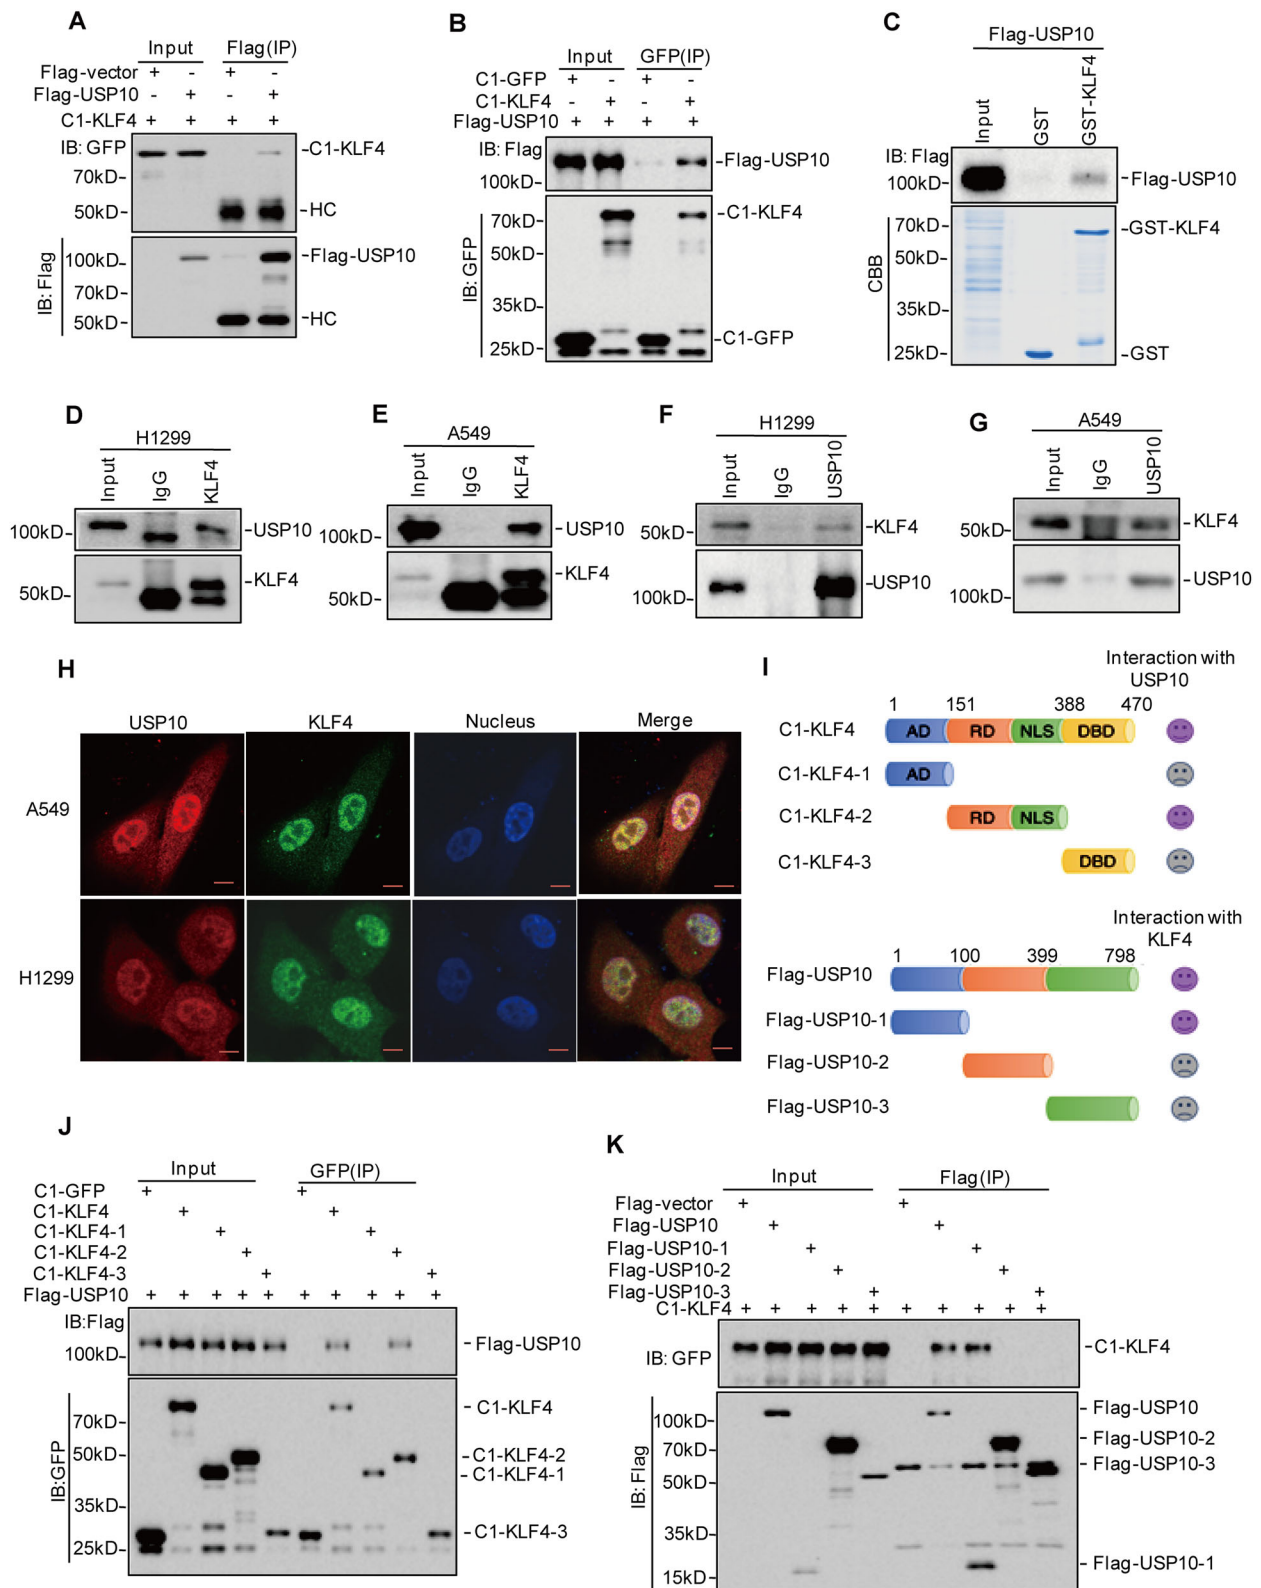 A
Input Flag(IP)
Flag-vector + - + -
Flag-USP10 - + - +
C1-KLF4 + + + +
IB: GFP
-C1-KLF4
70kD-
50kD- -HC
IB: Flag
100kD- -Flag-USP10
70kD-
50kD- -HC
B
Input GFP(IP)
C1-GFP + - + -
C1-KLF4 - + - +
Flag-USP10 + + + +
IB: Flag
-Flag-USP10
100kD-
IB: GFP
70kD- -C1-KLF4
50kD-
35kD-
-C1-GFP
25kD-
C
Flag-USP10
Input GST GST-KLF4
IB: Flag
100kD- -Flag-USP10
CBB
70kD- -GST-KLF4
50kD-
35kD-
25kD- -GST
D
H1299
Input IgG KLF4
100kD- -USP10
-KLF4
50kD-
E
A549
Input IgG KLF4
100kD- -USP10
-KLF4
50kD-
F
H1299
Input IgG USP10
50kD- -KLF4
-USP10
100kD-
G
A549
Input IgG USP10
50kD- -KLF4
-USP10
100kD-
H
USP10 KLF4 Nucleus Merge
A549
H1299
I
Interaction with
USP10
1 151 388 470
C1-KLF4 AD RD NLS DBD
C1-KLF4-1 AD
C1-KLF4-2 RD NLS
C1-KLF4-3 DBD
Interaction with
KLF4
1 100 399 798
Flag-USP10
Flag-USP10-1
Flag-USP10-2
Flag-USP10-3
J
Input GFP(IP)
C1-GFP + +
C1-KLF4 + +
C1-KLF4-1 + +
C1-KLF4-2 + +
C1-KLF4-3 + +
Flag-USP10 + + + + + + + + + +
IB:Flag
-Flag-USP10
100kD-
IB:GFP
-C1-KLF4
70kD-
50kD- -C1-KLF4-2
-C1-KLF4-1
35kD-
-C1-KLF4-3
25kD-
K
Input Flag(IP)
Flag-vector + +
Flag-USP10 + +
Flag-USP10-1 + +
Flag-USP10-2 + +
Flag-USP10-3 + +
C1-KLF4 + + + + + + + + + +
-C1-KLF4
IB: GFP
IB: Flag
-Flag-USP10
100kD-
-Flag-USP10-2
70kD-
-Flag-USP10-3
50kD-
35kD-
-Flag-USP10-1
15kD-